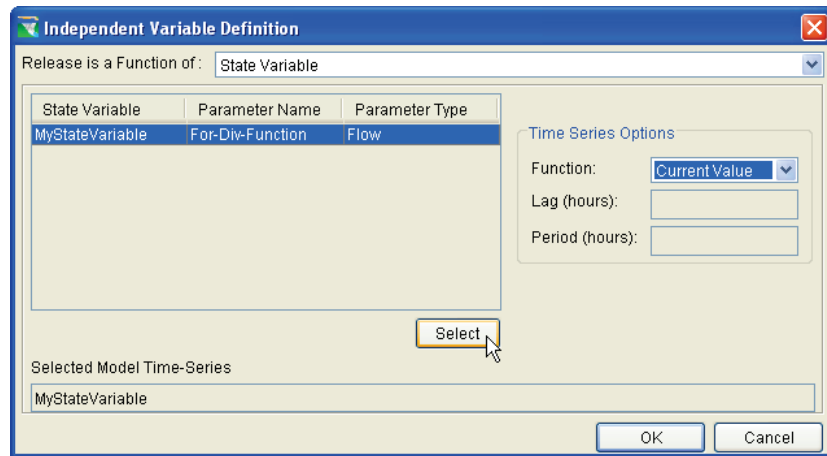 Independent Variable Definition
Release is a Function of: State Variable
State Variable Parameter Name Parameter Type
MyStateVariable For-Div-Function Flow
Time Series Options
Function: Current Value
Lag (hours):
Period (hours):
Select
Selected Model Time-Series
MyStateVariable
OK Cancel